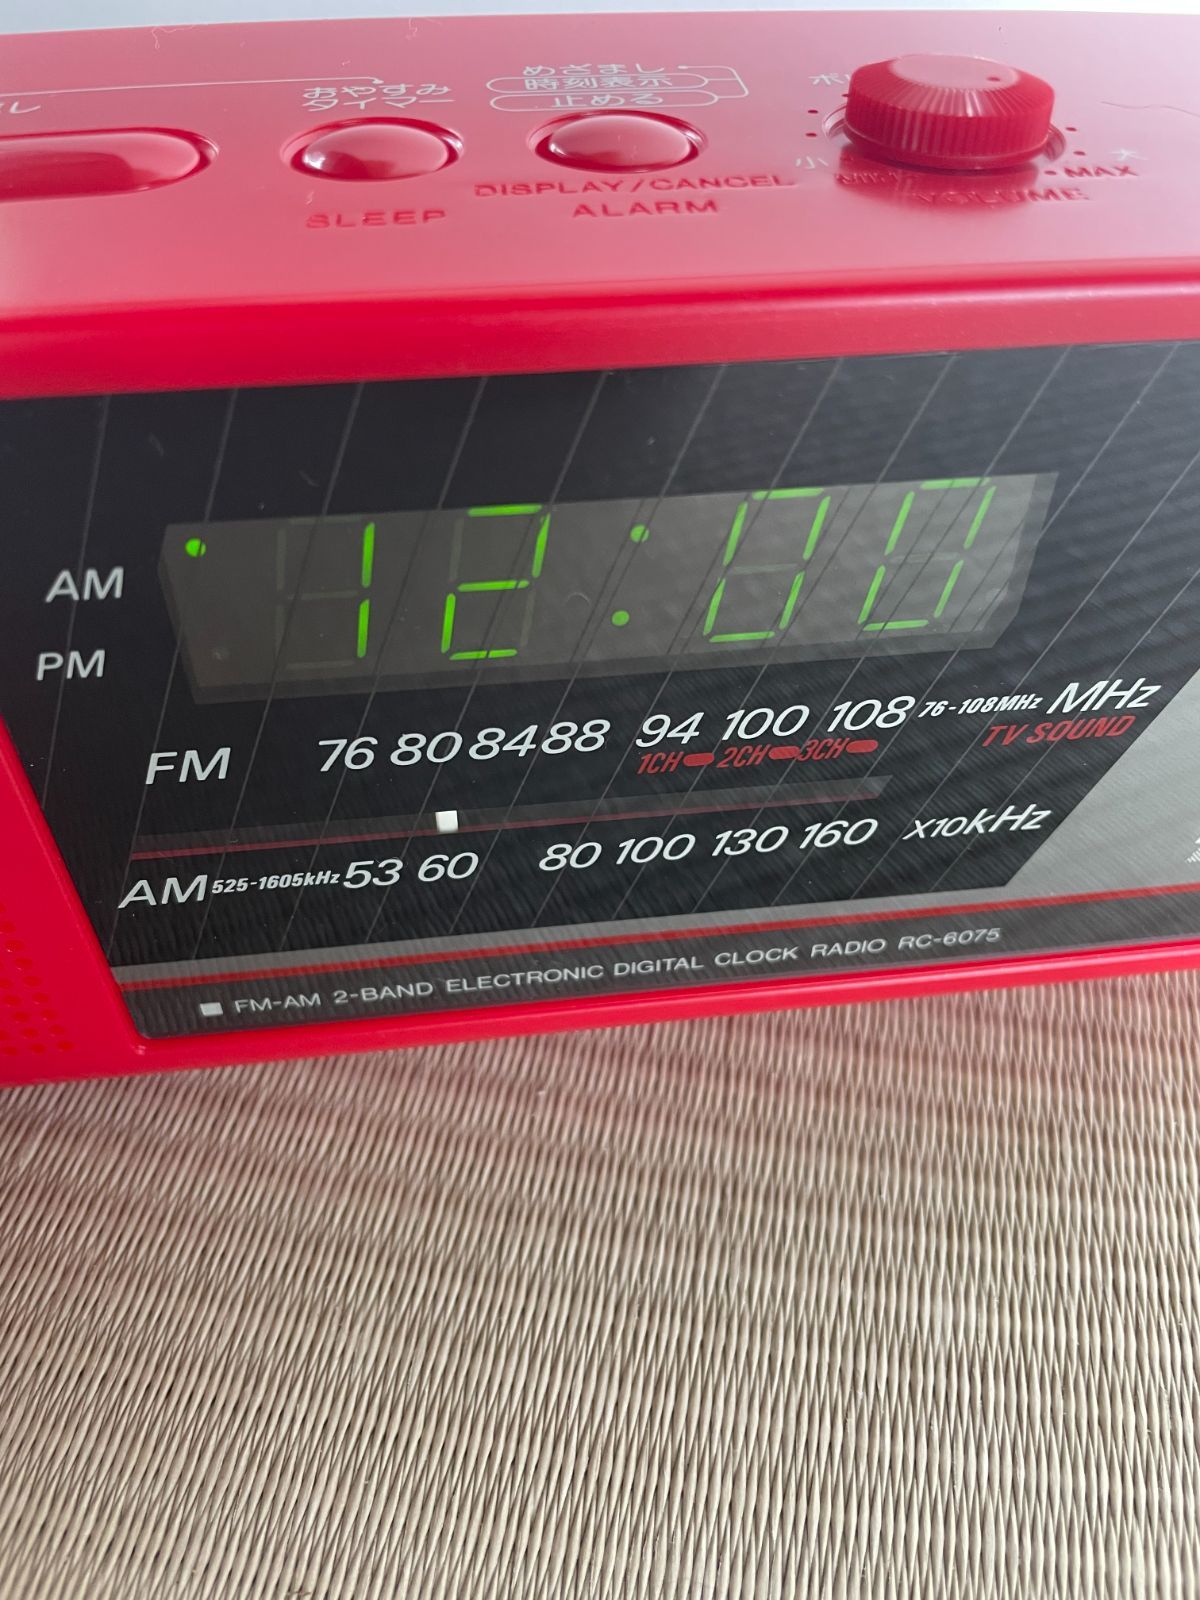 めざまし
おやすみ
タイマー
時刻表示
止める
小
大
MAX
DISPLAY/CANCEL
ALARM
VOLUME
SLEEP
12:00
AM
PM
FM 76 80 84 88 94 100 108 76-108MHz MHz
1CH 2CH 3CH TV SOUND
AM 525-1605kHz 53 60 80 100 130 160 X10kHz
FM-AM 2-BAND ELECTRONIC DIGITAL CLOCK RADIO RC-6075